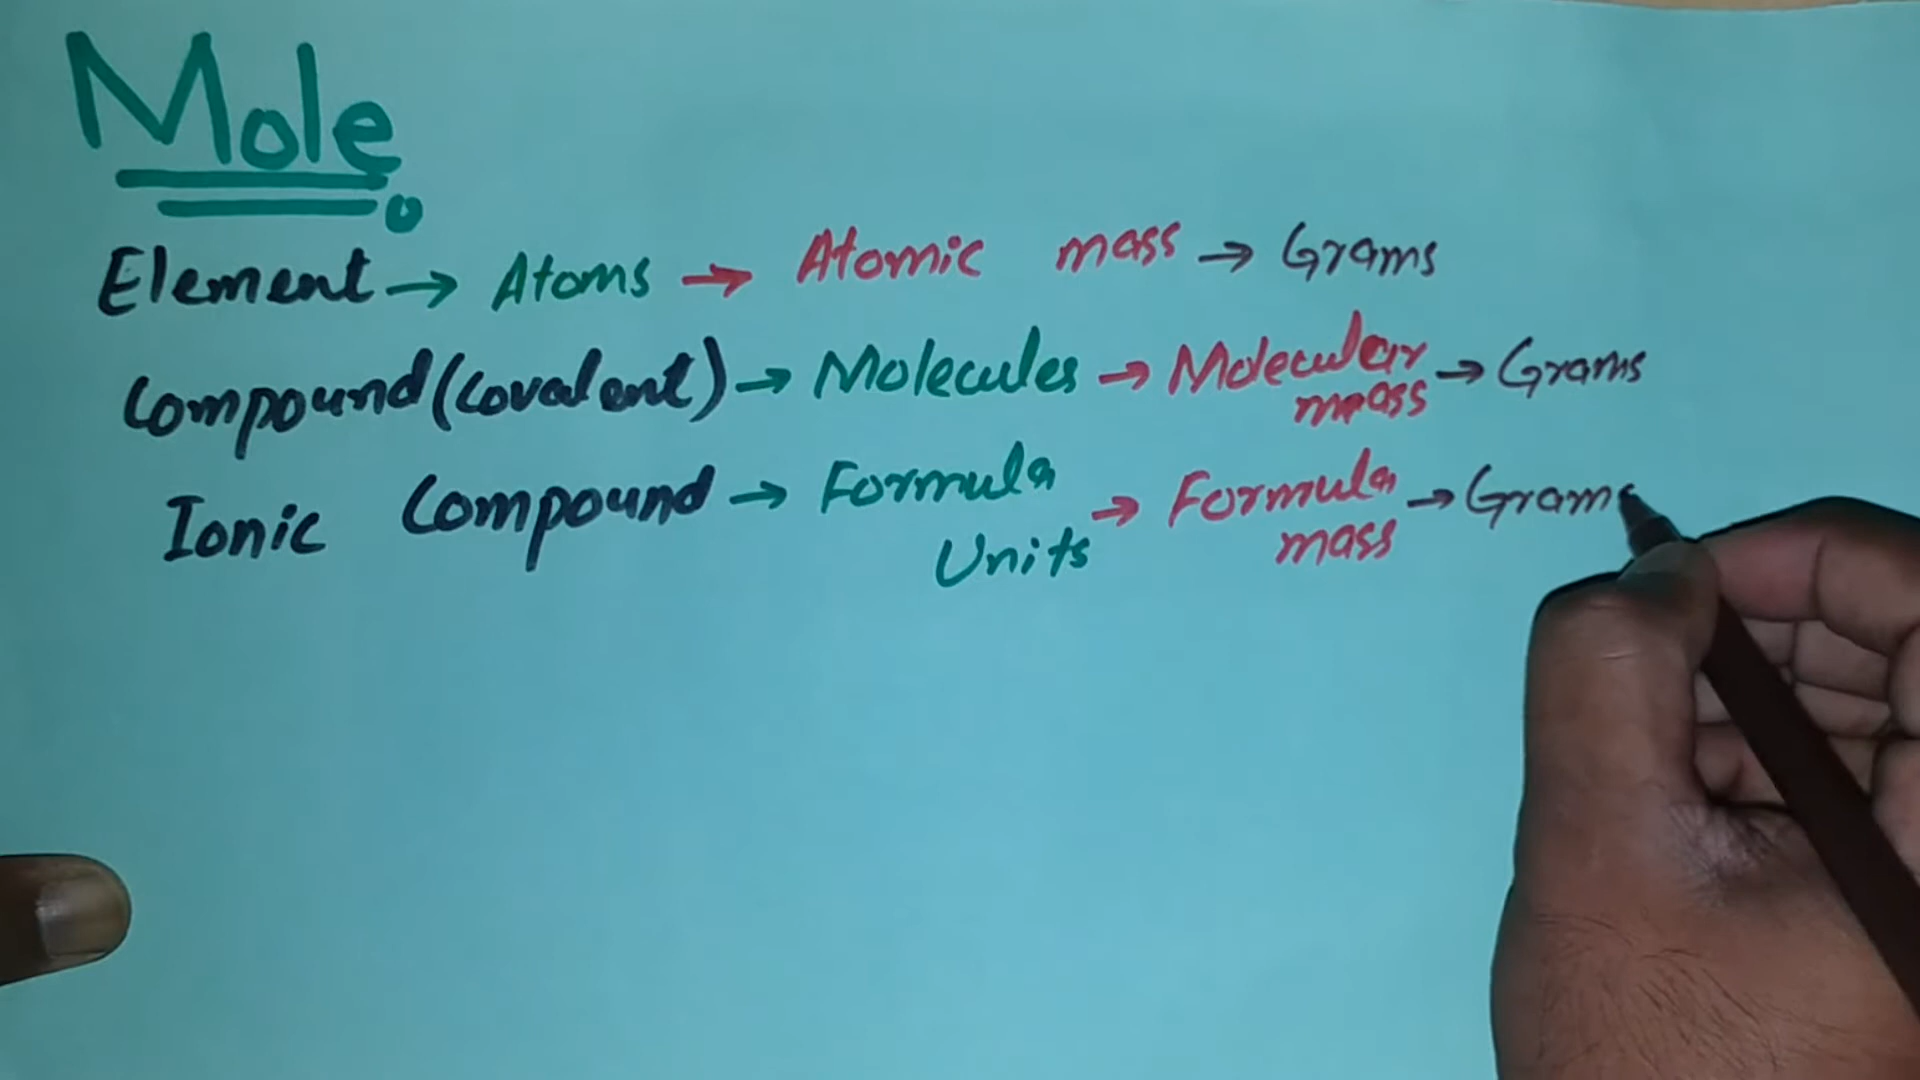 Mole
Element → Atoms → Atomic mass → Grams
Compound (Covalent) → Molecules → Molecular mass → Grams
Ionic Compound → Formula Units → Formula mass → Grams